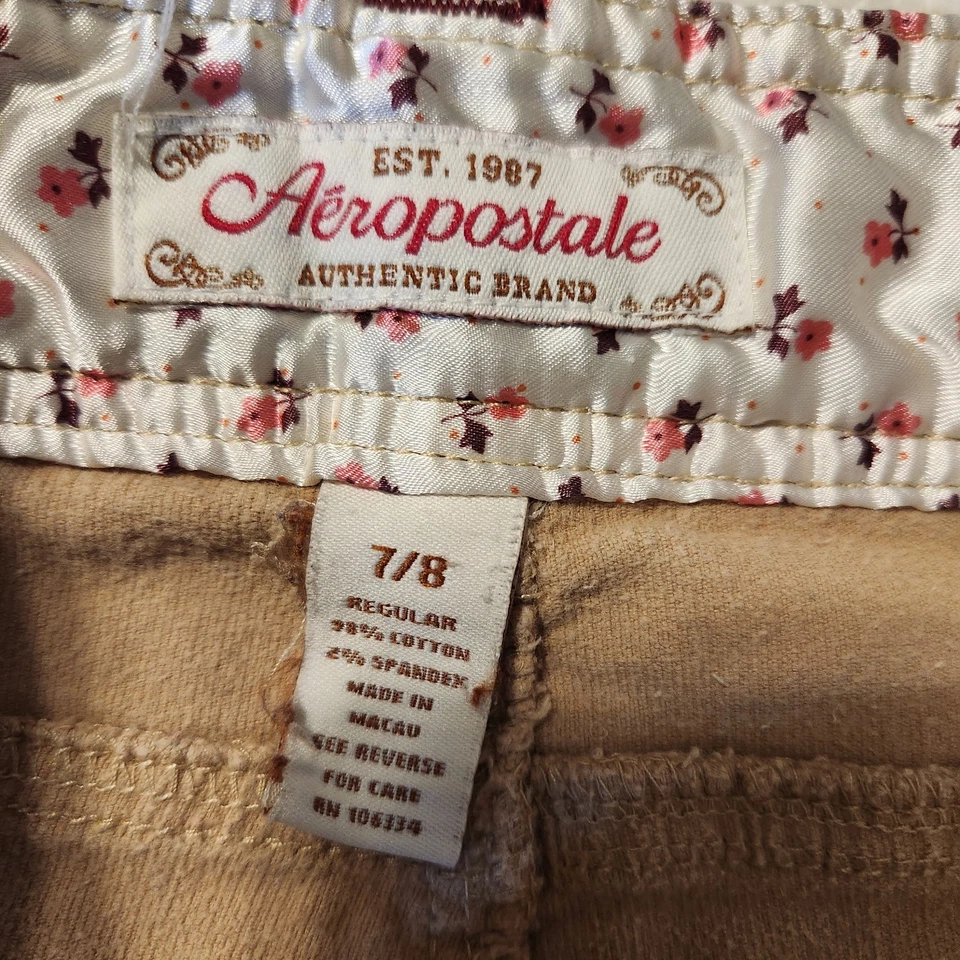 EST. 1987
Aéropostale
AUTHENTIC BRAND
7/8
REGULAR
98% COTTON
2% SPANDEX
MADE IN
MACAU
SEE REVERSE
FOR CARE
RN 106334